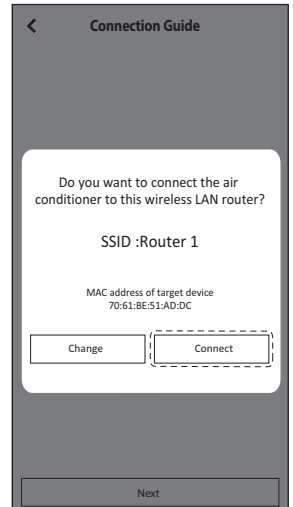 Connection Guide
Do you want to connect the air
conditioner to this wireless LAN router?
SSID :Router 1
MAC address of target device
70:61:BE:51:AD:DC
Change
Connect
Next